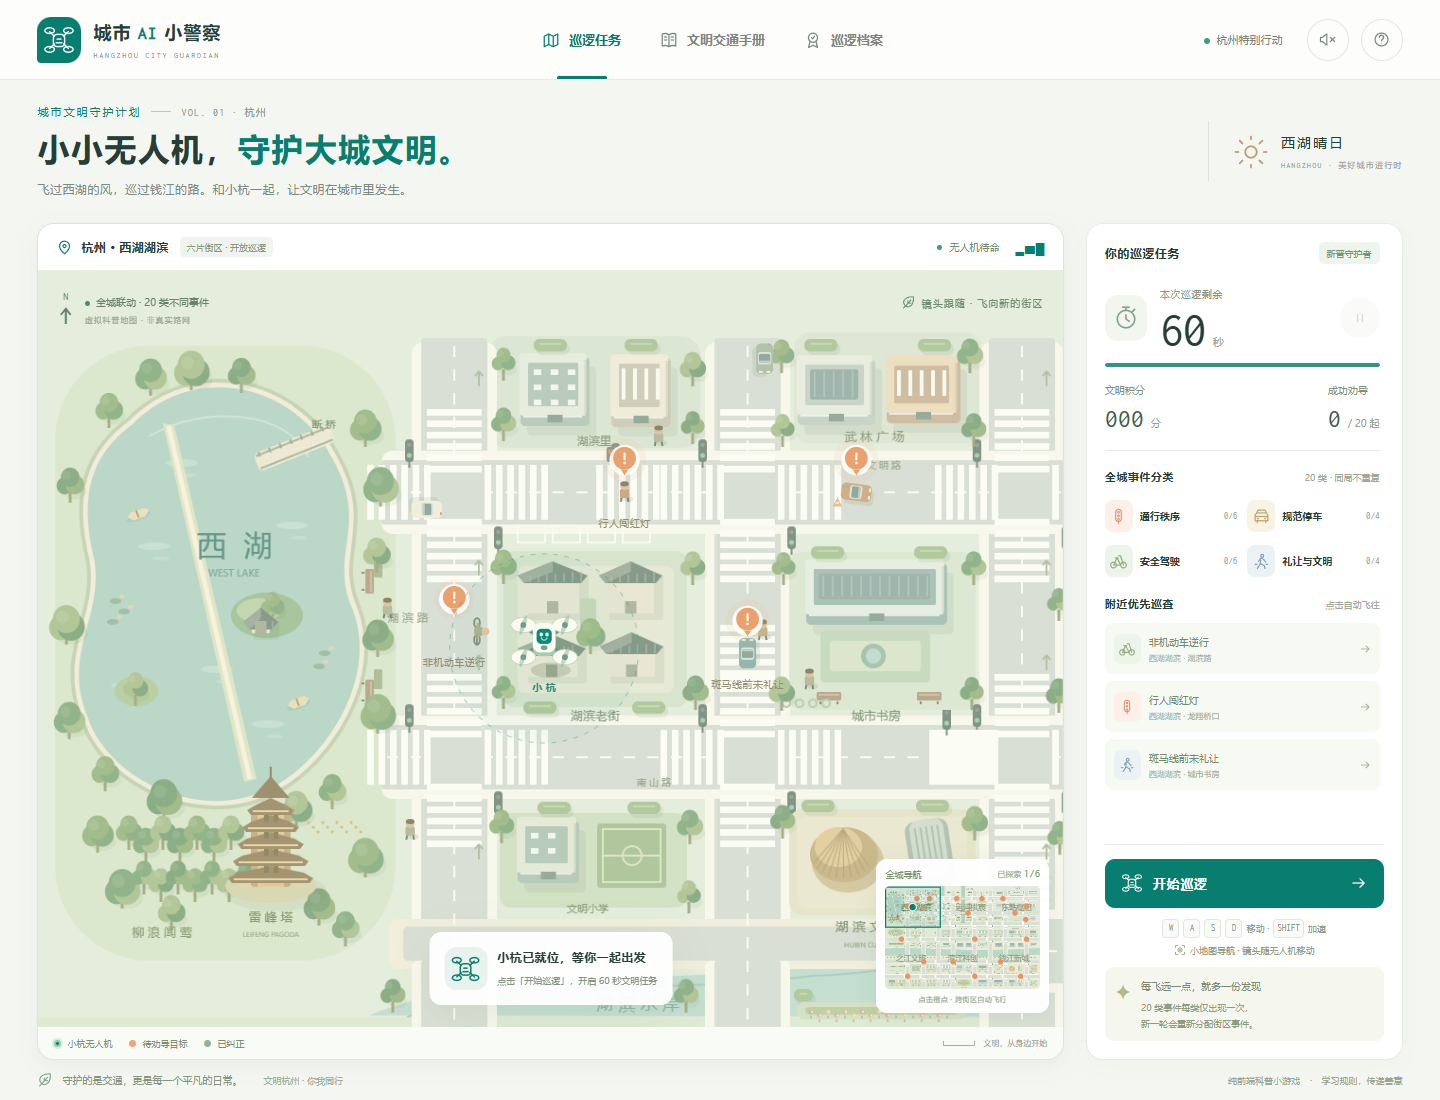 城市 AI 小警察
HANGZHOU CITY GUARDIAN
巡逻任务
文明交通手册
巡逻档案
杭州特别行动
城市文明守护计划
VOL. 01 · 杭州
小小无人机，守护大城文明。
飞过西湖的风，巡过钱江的路。和小杭一起，让文明在城市里发生。
西湖晴日
HANGZHOU · 美好城市进行时
杭州·西湖湖滨
六片街区·开放巡逻
无人机待命
N
全城联动·20 类不同事件
虚拟科普地图·非真实路网
镜头跟随·飞向新的街区
断桥
西湖
WEST LAKE
湖滨里
武林广场
文明路
行人闯红灯
湖滨路
非机动车逆行
小杭
斑马线前未礼让
湖滨老街
城市书房
南山路
文明小学
雷峰塔
LEIFENG PAGODA
柳浪闻莺
小杭已就位，等你一起出发
点击「开始巡逻」，开启 60 秒文明任务
全城导航
已探索 1/6
之江文旅
滨江科创
钱江新城
点击橙点·跨街区自动飞行
小杭无人机
待劝导目标
已纠正
文明，从身边开始
你的巡逻任务
新晋守护者
本次巡逻剩余
60 秒
文明积分
000 分
成功劝导
0 / 20 起
全城事件分类
20 类·同局不重复
通行秩序
0/6
规范停车
0/4
安全驾驶
0/6
礼让与文明
0/4
附近优先巡查
点击自动飞往
非机动车逆行
西湖湖滨·湖滨路
行人闯红灯
西湖湖滨·龙翔桥口
斑马线前未礼让
西湖湖滨·城市书房
开始巡逻
W A S D 移动· SHIFT 加速
小地图导航·镜头随无人机移动
每飞远一点，就多一份发现
20 类事件每类仅出现一次，
新一轮会重新分配街区事件。
守护的是交通，更是每一个平凡的日常。
文明杭州·你我同行
纯前端科普小游戏 · 学习规则，传递善意